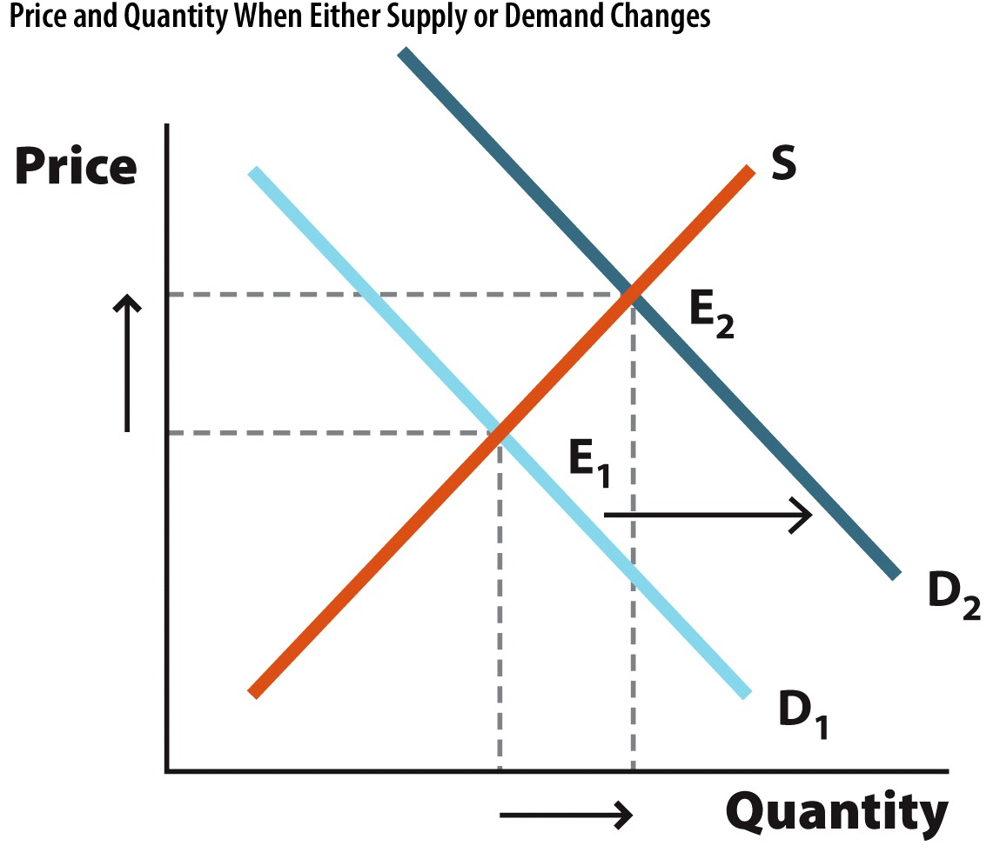 Price and Quantity When Either Supply or Demand Changes
Price
S
E₂
E₁
D₂
D₁
Quantity